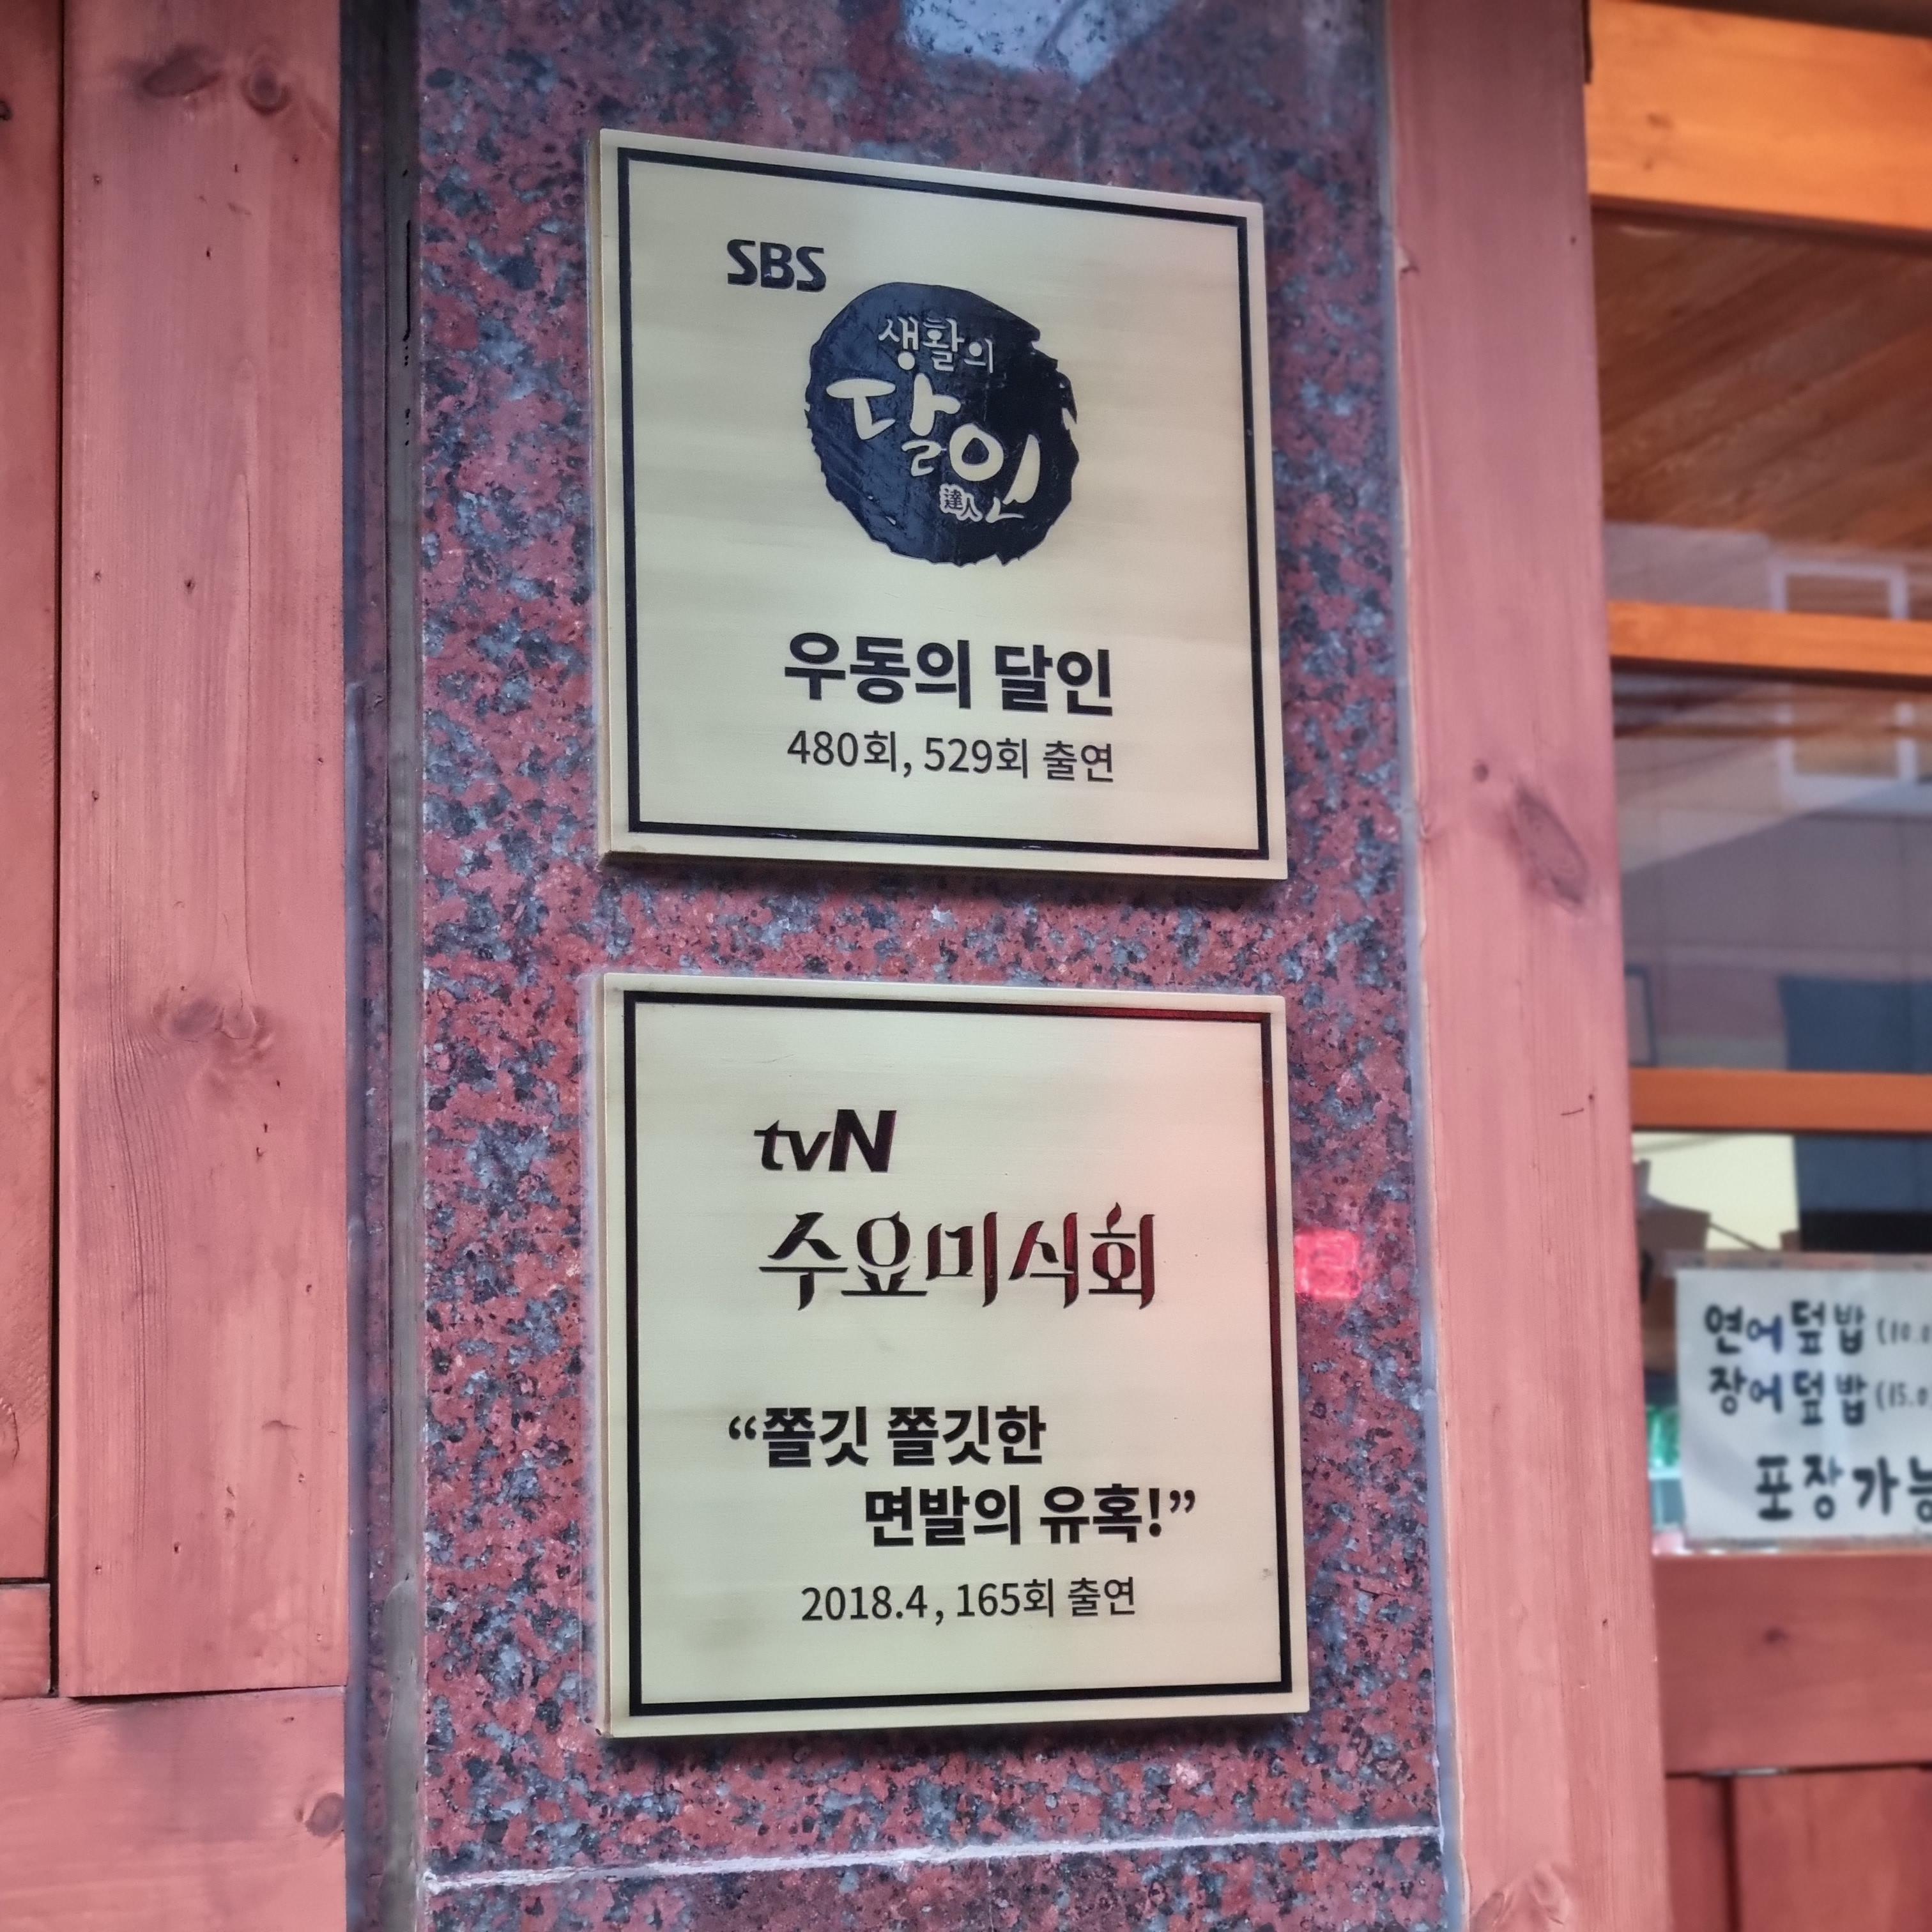 SBS
생활의
달인
達人
우동의 달인
480회, 529회 출연
tvN
수요미식회
“쫄깃 쫄깃한
면발의 유혹!”
2018.4, 165회 출연
연어덮밥
장어덮밥
포장가능